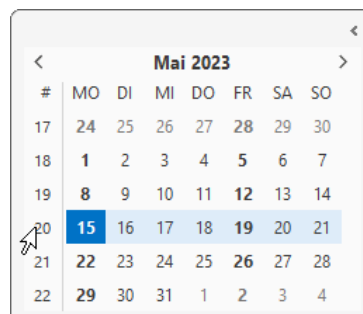 <
< Mai 2023 >
# MO DI MI DO FR SA SO
17 24 25 26 27 28 29 30
18 1 2 3 4 5 6 7
19 8 9 10 11 12 13 14
20 15 16 17 18 19 20 21
21 22 23 24 25 26 27 28
22 29 30 31 1 2 3 4